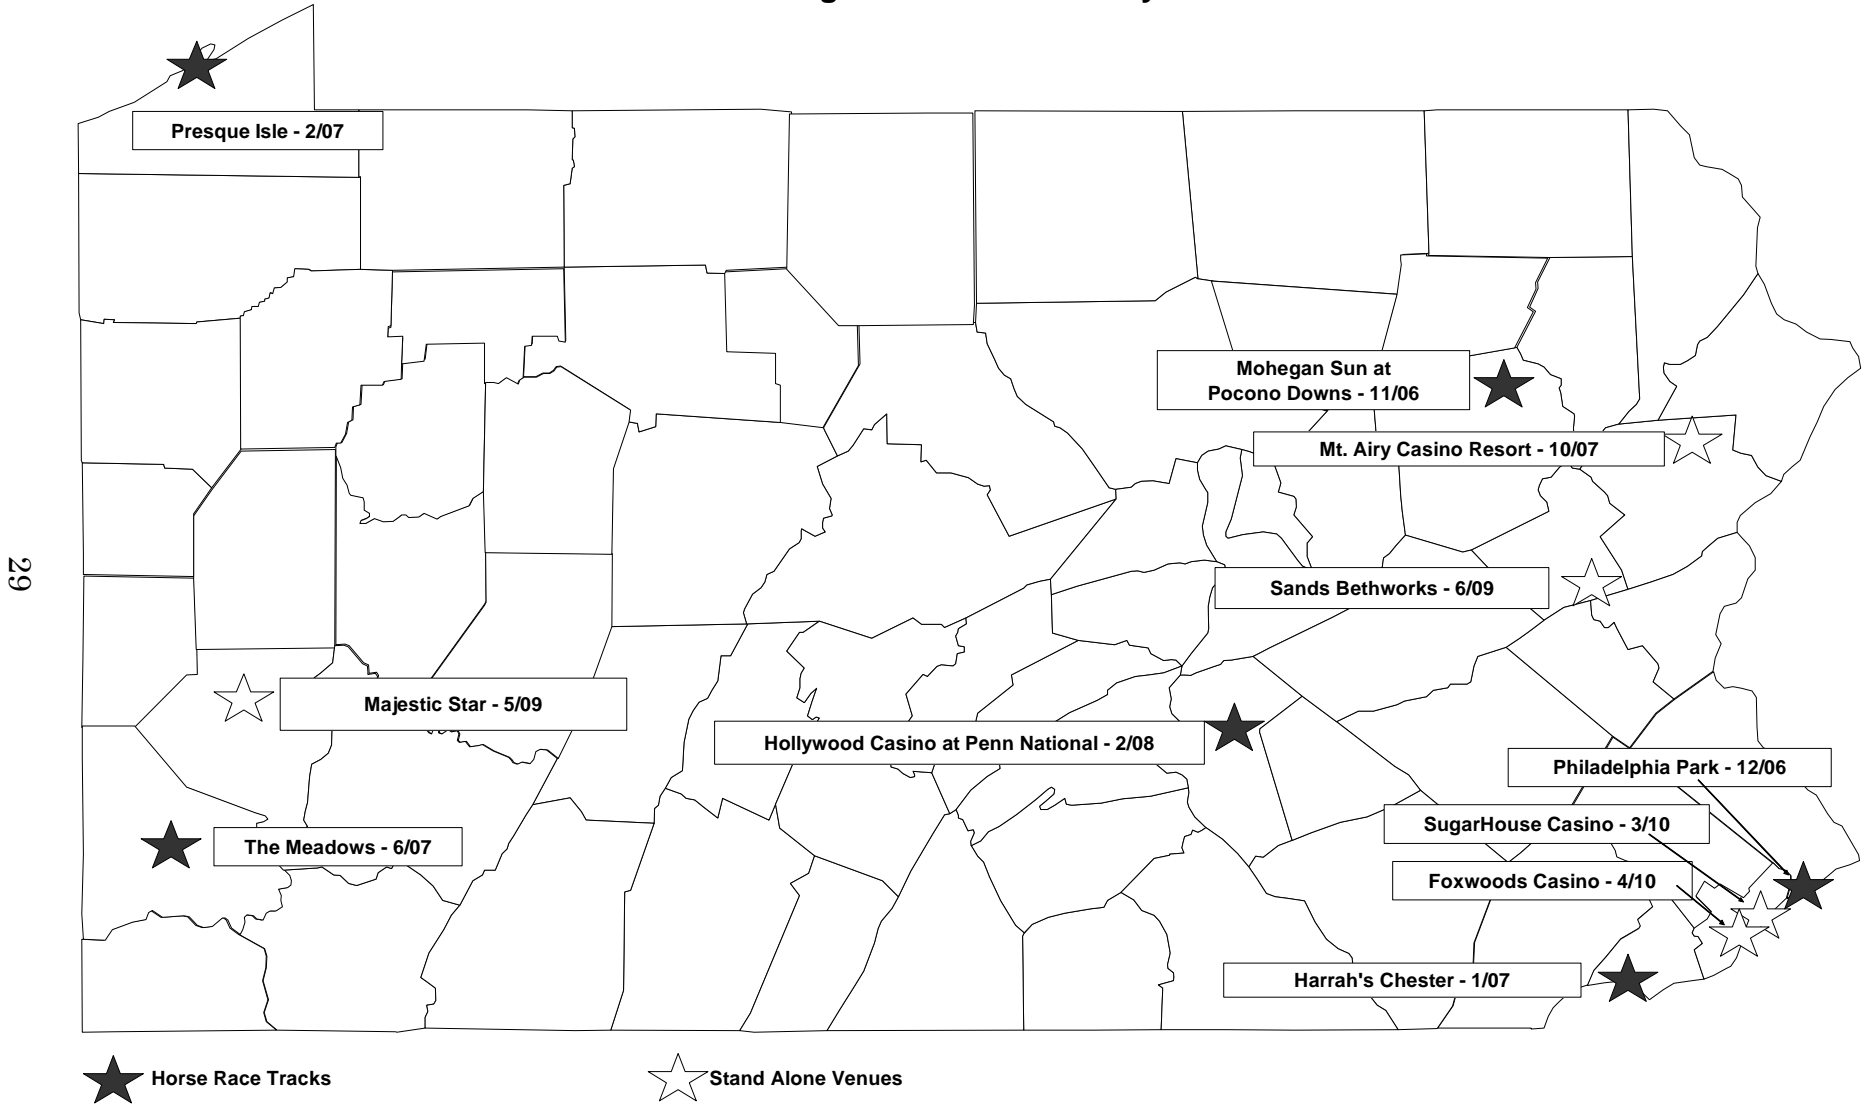 Presque Isle - 2/07
Mohegan Sun at
Pocono Downs - 11/06
Mt. Airy Casino Resort - 10/07
29
Sands Bethworks - 6/09
Majestic Star - 5/09
Hollywood Casino at Penn National - 2/08
Philadelphia Park - 12/06
SugarHouse Casino - 3/10
The Meadows - 6/07
Foxwoods Casino - 4/10
Harrah's Chester - 1/07
Horse Race Tracks
Stand Alone Venues